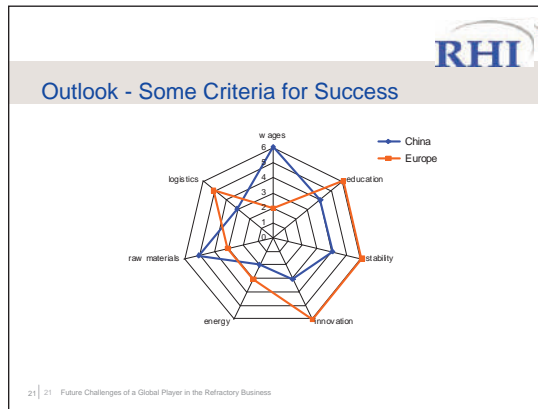 RHI
Outlook - Some Criteria for Success
wages
6
5
4
3
2
1
0
education
stability
innovation
energy
raw materials
logistics
China
Europe
21 21 Future Challenges of a Global Player in the Refractory Business